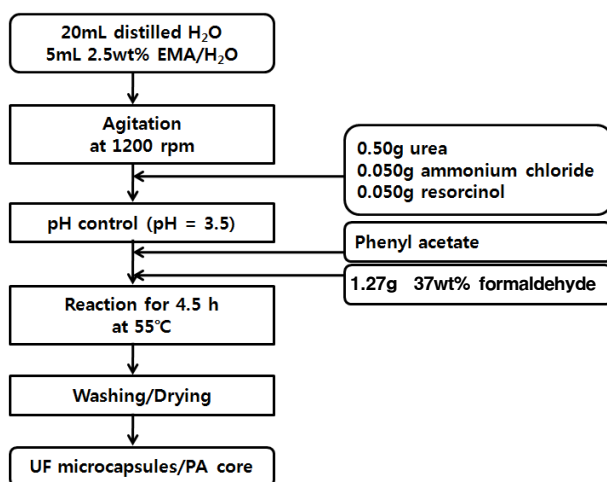 20mL distilled H₂O
5mL 2.5wt% EMA/H₂O
Agitation
at 1200 rpm
0.50g urea
0.050g ammonium chloride
0.050g resorcinol
pH control (pH = 3.5)
Phenyl acetate
1.27g 37wt% formaldehyde
Reaction for 4.5 h
at 55℃
Washing/Drying
UF microcapsules/PA core